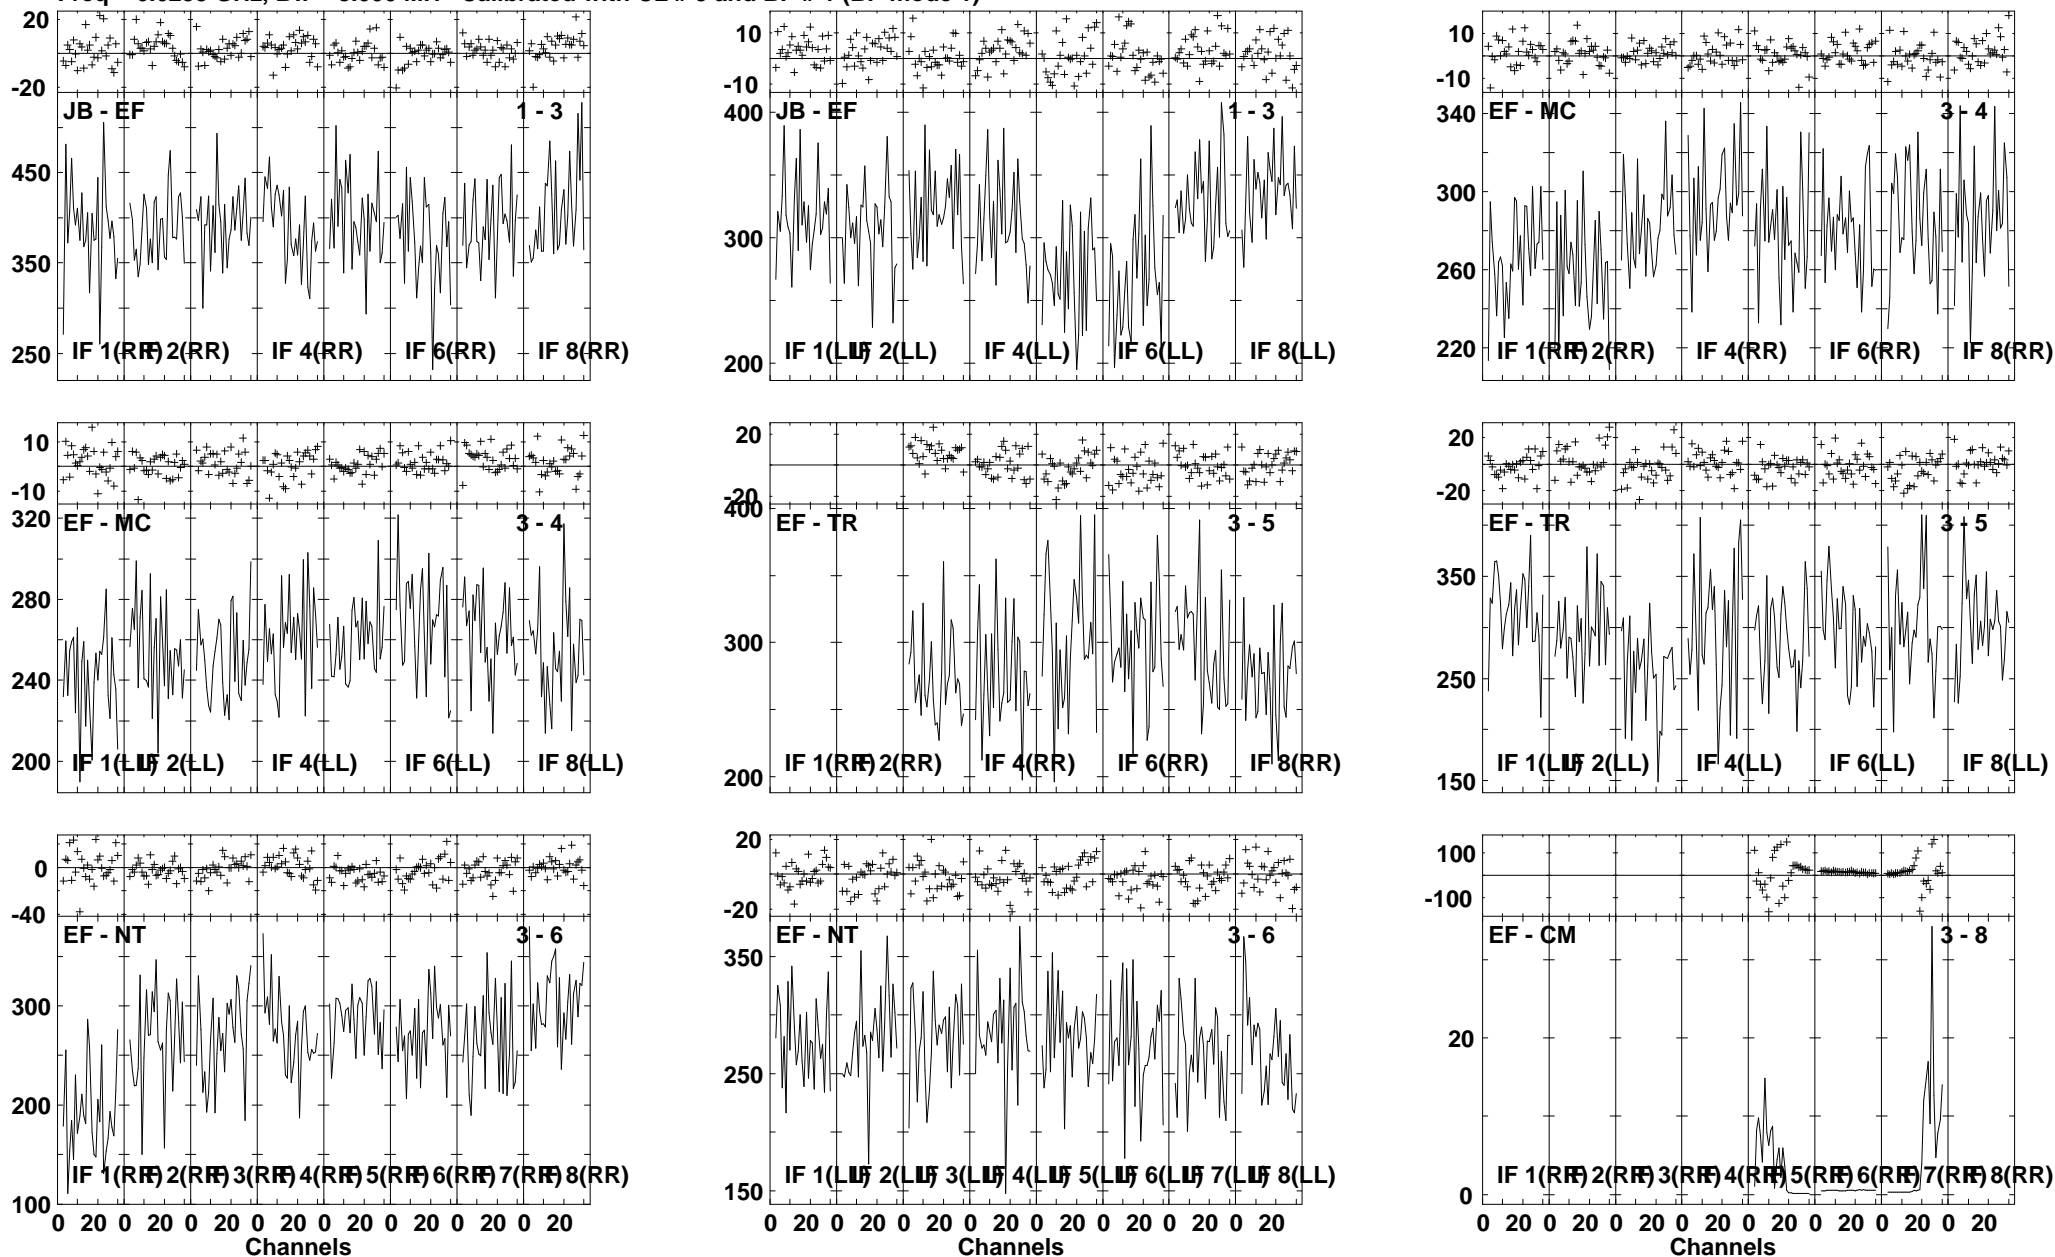 20
-20
JB - EF 1 - 3
450
350
250
IF 1(RR) IF 2(RR) IF 4(RR) IF 6(RR) IF 8(RR)
10
-10
400
JB - EF 1 - 3
300
200
IF 1(LL) IF 2(LL) IF 4(LL) IF 6(LL) IF 8(LL)
10
-10
340
EF - MC 3 - 4
300
260
220
IF 1(RR) IF 2(RR) IF 4(RR) IF 6(RR) IF 8(RR)
10
-10
320
EF - MC 3 - 4
280
240
200
IF 1(LL) IF 2(LL) IF 4(LL) IF 6(LL) IF 8(LL)
20
0
-20
400
EF - TR 3 - 5
300
200
IF 1(RR) IF 2(RR) IF 4(RR) IF 6(RR) IF 8(RR)
20
0
-20
EF - TR 3 - 5
350
250
150
IF 1(LL) IF 2(LL) IF 4(LL) IF 6(LL) IF 8(LL)
0
-40
EF - NT 3 - 6
300
200
100
IF 1(RR) IF 2(RR) IF 3(RR) IF 4(RR) IF 5(RR) IF 6(RR) IF 7(RR) IF 8(RR)
0 20 0 20 0 20 0 20 0 20 0 20 0 20 0 20
Channels
20
0
-20
EF - NT 3 - 6
350
250
150
IF 1(LL) IF 2(LL) IF 3(LL) IF 4(LL) IF 5(LL) IF 6(LL) IF 7(LL) IF 8(LL)
0 20 0 20 0 20 0 20 0 20 0 20 0 20 0 20
Channels
100
-100
EF - CM 3 - 8
20
0
IF 1(RR) IF 2(RR) IF 3(RR) IF 4(RR) IF 5(RR) IF 6(RR) IF 7(RR) IF 8(RR)
0 20 0 20 0 20 0 20 0 20 0 20 0 20 0 20
Channels